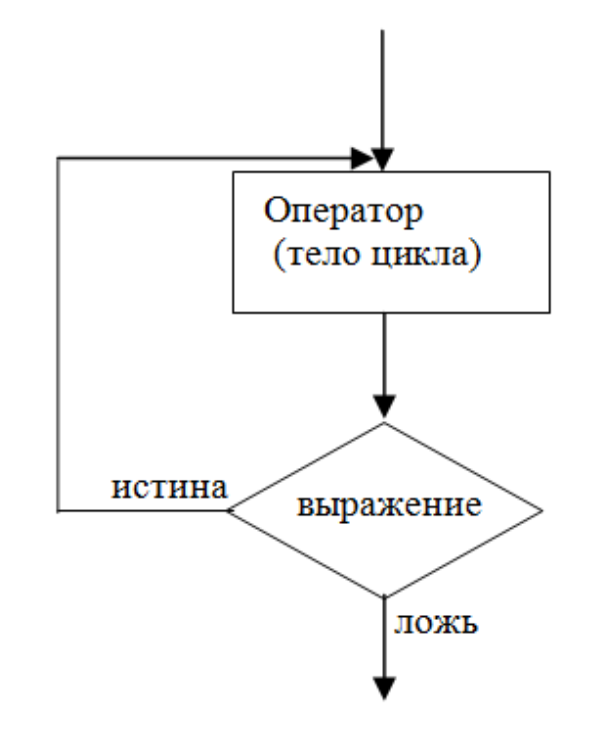 Оператор
(тело цикла)
истина
выражение
ложь